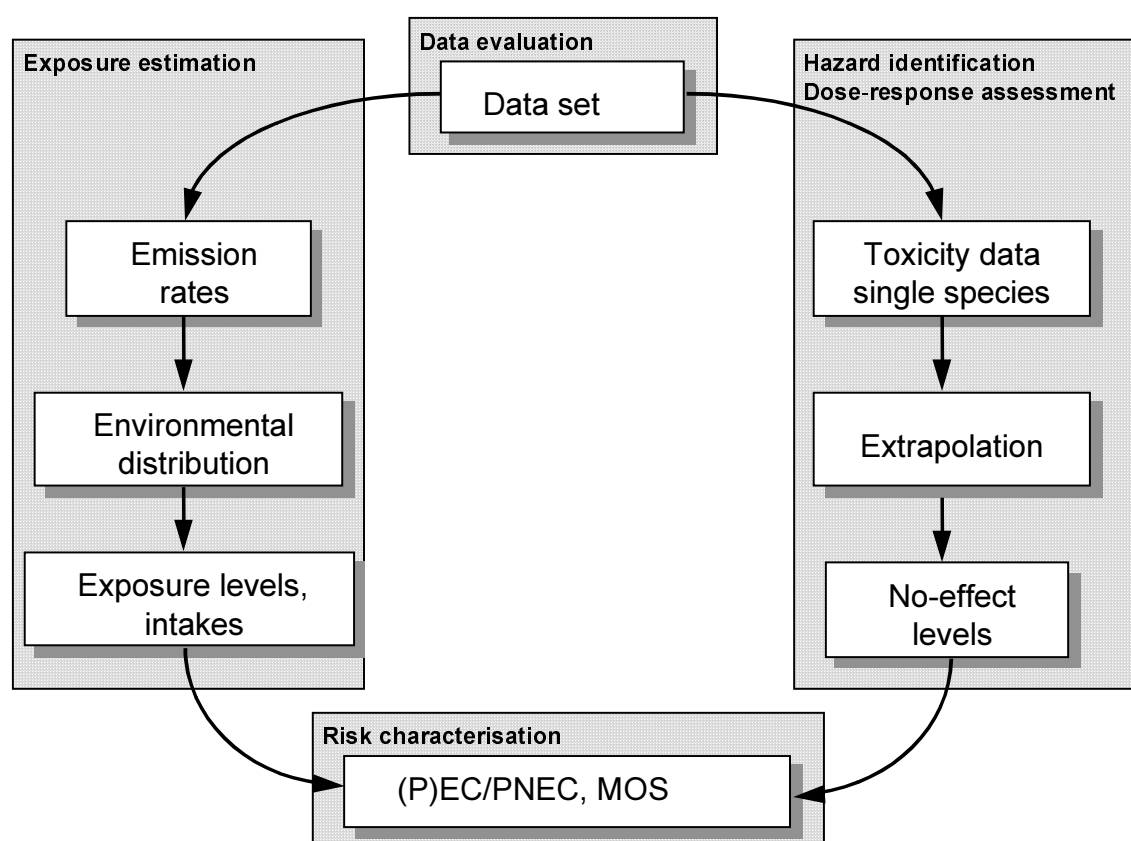 Data evaluation
Data set
Exposure estimation
Emission
rates
Environmental
distribution
Exposure levels,
intakes
Hazard identification
Dose-response assessment
Toxicity data
single species
Extrapolation
No-effect
levels
Risk characterisation
(P)EC/PNEC, MOS